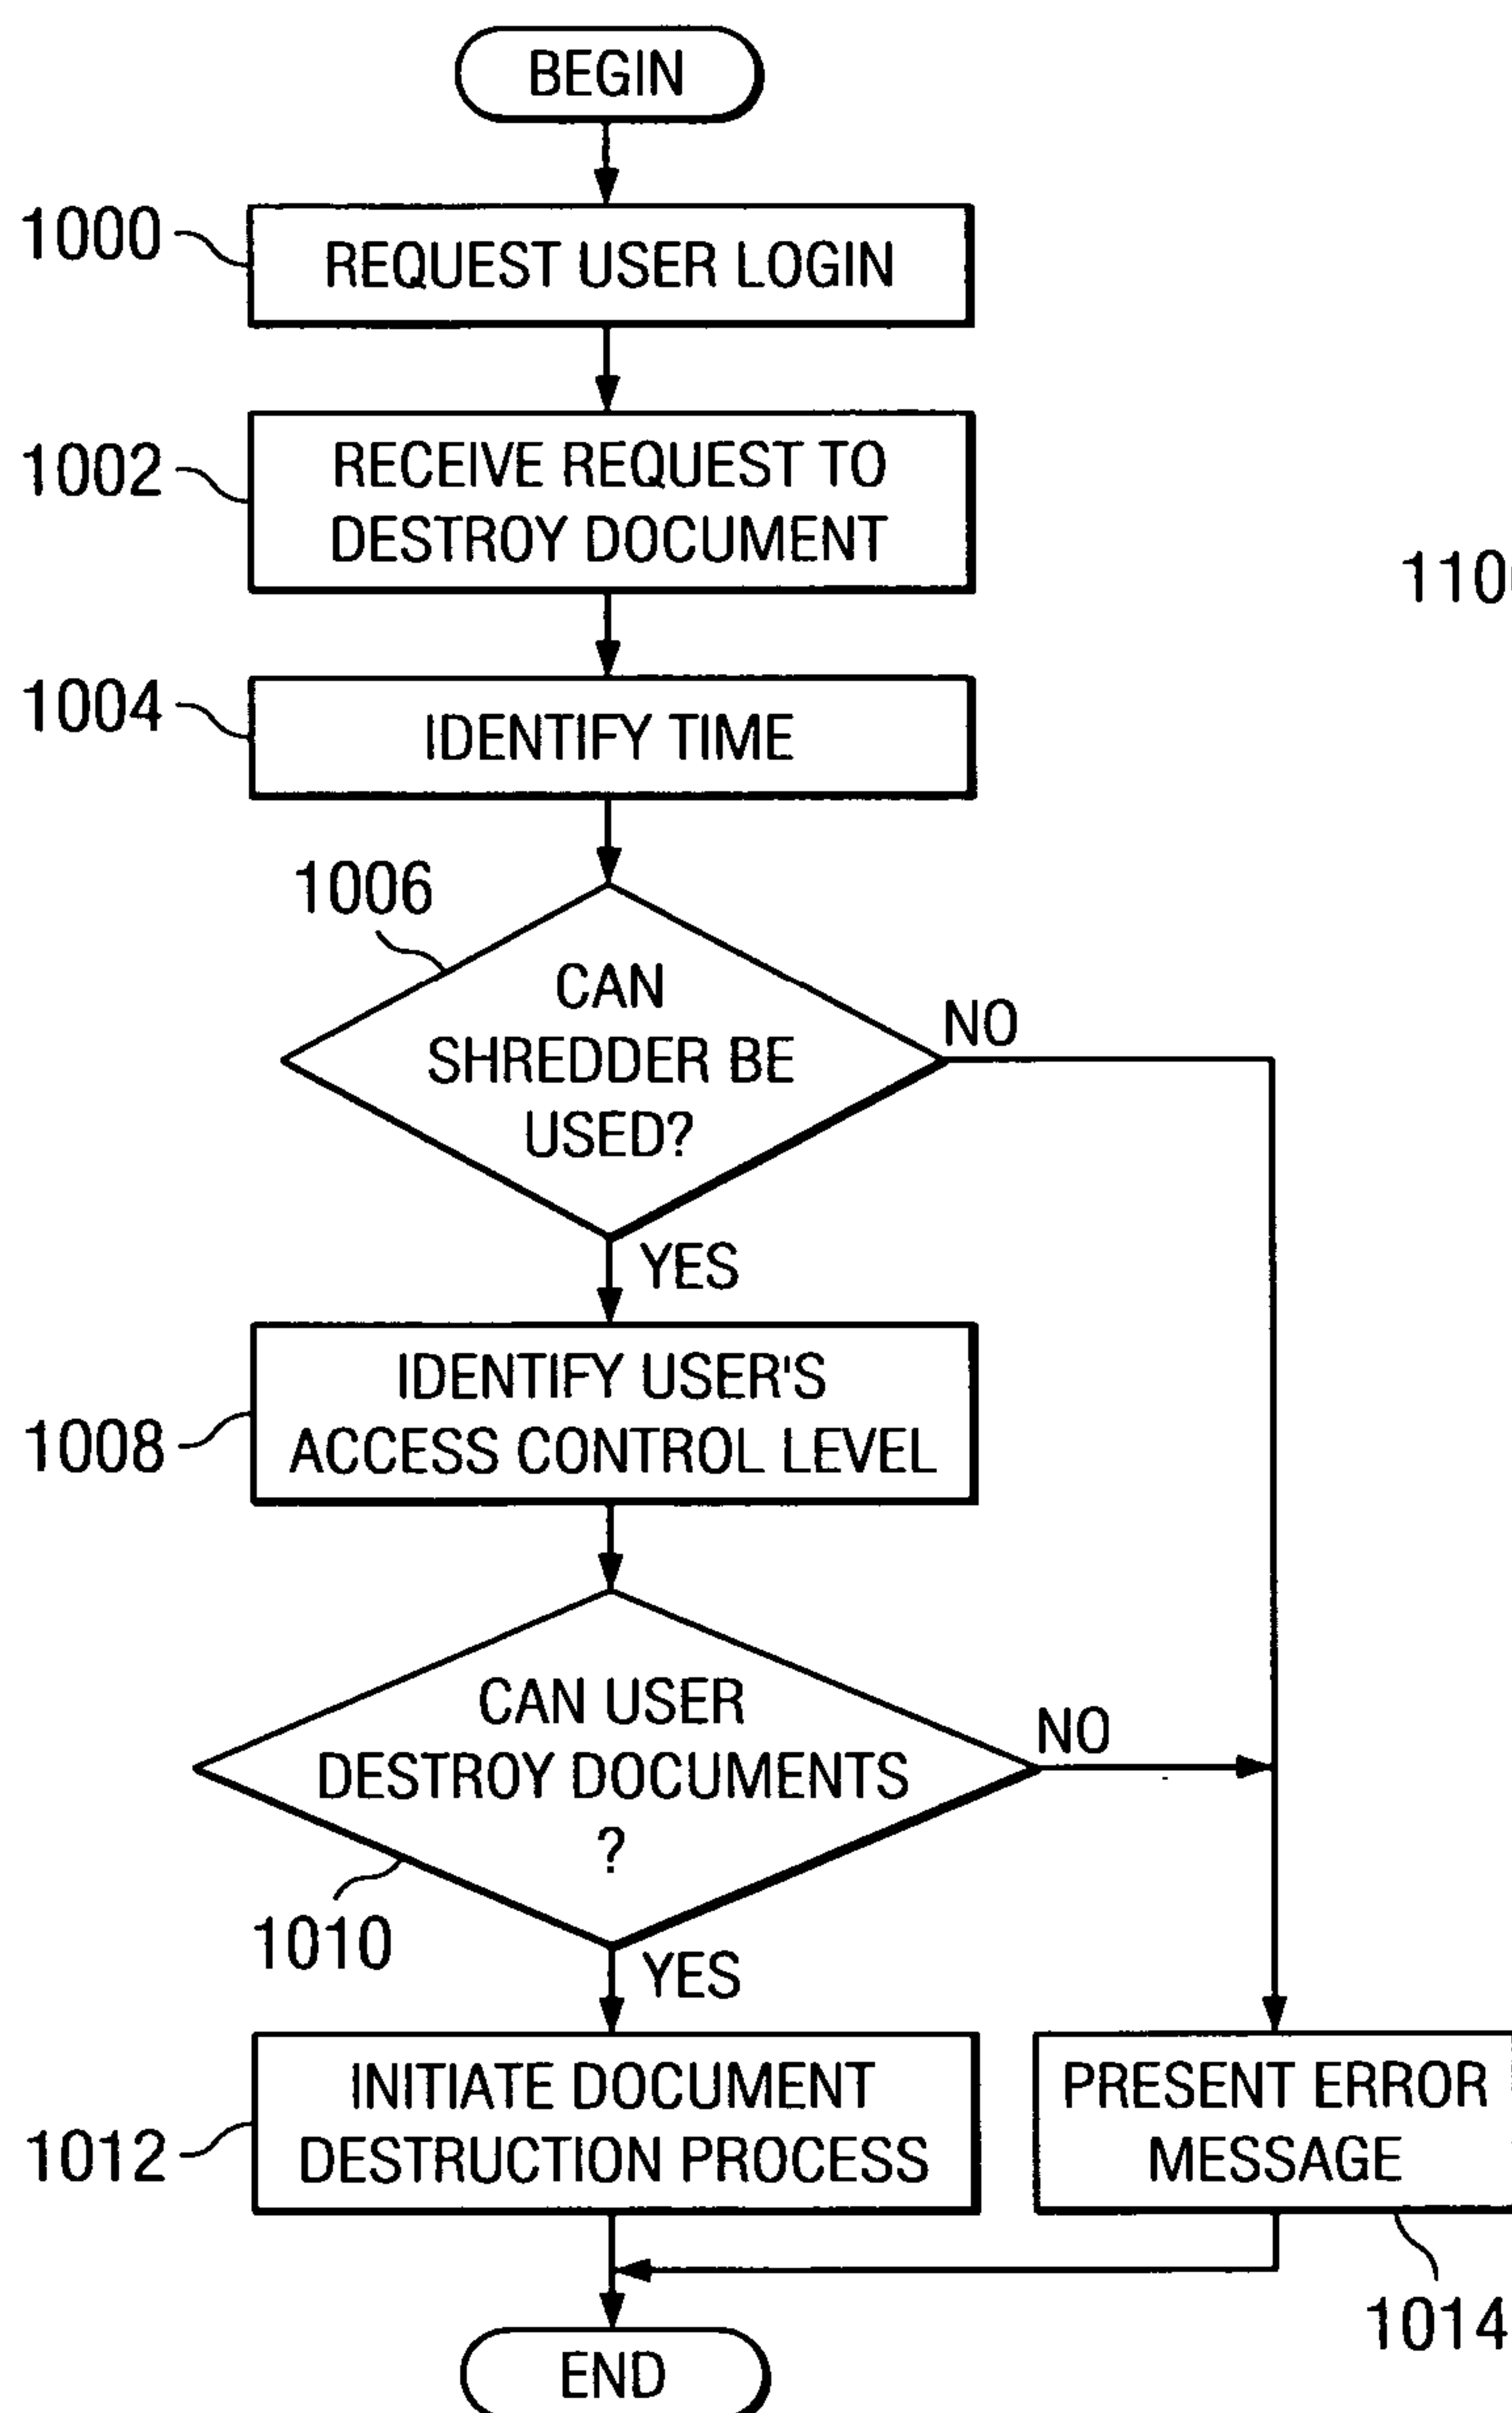 BEGIN
1000
REQUEST USER LOGIN
1002
RECEIVE REQUEST TO
DESTROY DOCUMENT
110
1004
IDENTIFY TIME
1006
CAN
SHREDDER BE
USED?
NO
YES
1008
IDENTIFY USER'S
ACCESS CONTROL LEVEL
CAN USER
DESTROY DOCUMENTS
?
NO
1010
YES
1012
INITIATE DOCUMENT
DESTRUCTION PROCESS
PRESENT ERROR
MESSAGE
1014
END